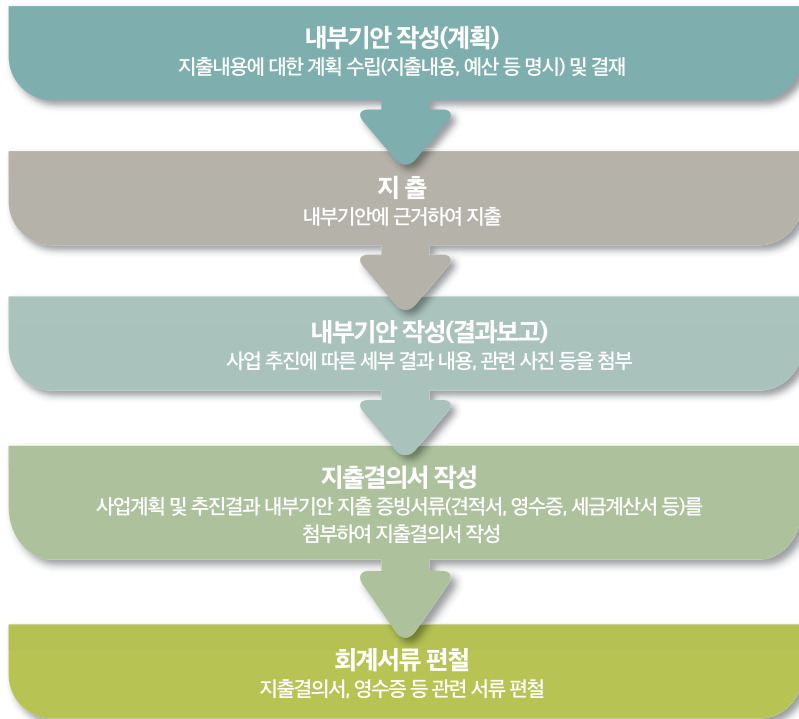 내부기안 작성(계획)
지출내용에 대한 계획 수립(지출내용, 예산 등 명시) 및 결재
지 출
내부기안에 근거하여 지출
내부기안 작성(결과보고)
사업 추진에 따른 세부 결과 내용, 관련 사진 등을 첨부
지출결의서 작성
사업계획 및 추진결과 내부기안 지출 증빙서류(견적서, 영수증, 세금계산서 등)를
첨부하여 지출결의서 작성
회계서류 편철
지출결의서, 영수증 등 관련 서류 편철